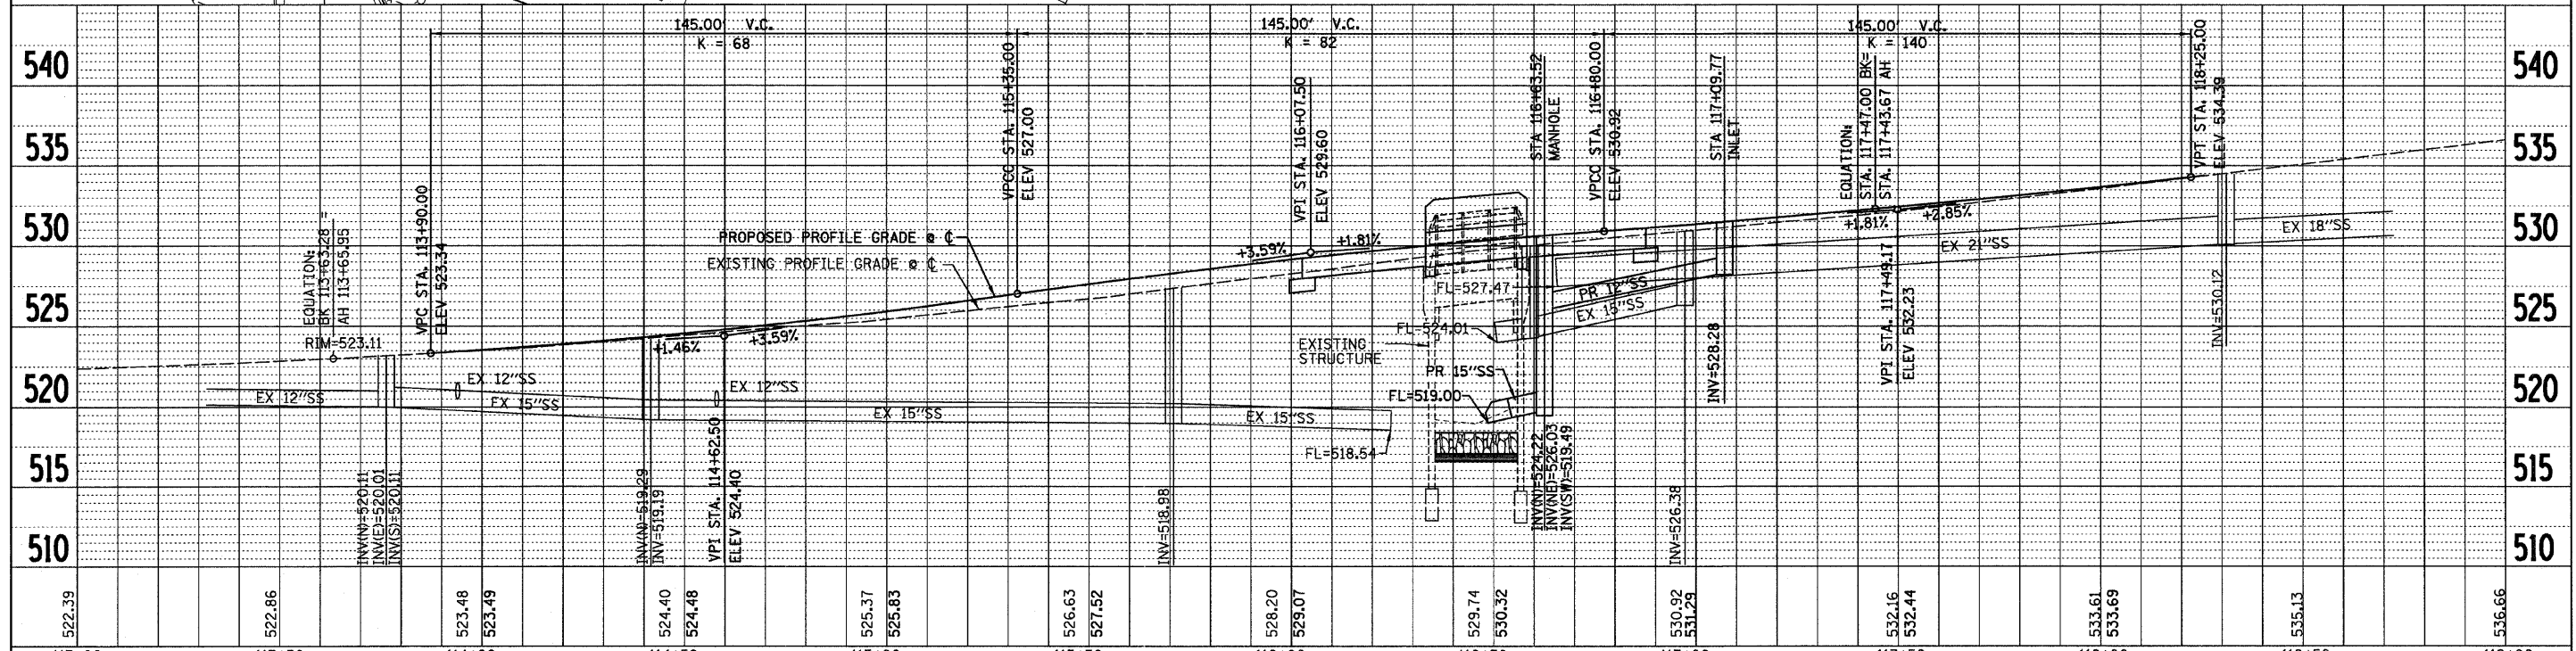 145.00' V.C.
K = 68
145.00' V.C.
K = 82
145.00' V.C.
K = 140
540
535
530
525
520
515
510
540
535
530
525
520
515
510
EQUATION:
BK 113+63.28 =
AH 113+65.95
RIM=523.11
VPC STA. 113+90.00
ELEV 523.34
+1.46%
+3.59%
VPI STA. 114+62.50
ELEV 524.40
PROPOSED PROFILE GRADE @ ℄
EXISTING PROFILE GRADE @ ℄
VPCC STA. 115+35.00
ELEV 527.00
VPI STA. 116+07.50
ELEV 529.60
+3.59%
+1.81%
STA 116+63.52
MANHOLE
VPCC STA. 116+80.00
ELEV 530.92
STA 117+09.77
INLET
EQUATION:
STA. 117+47.00 BK=
STA. 117+43.67 AH
+1.81%
+2.85%
VPI STA. 117+49.17
ELEV 532.23
VPT STA. 118+25.00
ELEV 534.39
EX 12"SS
EX 12"SS
EX 15"SS
EX 12"SS
EX 15"SS
EX 15"SS
FL=518.54
EXISTING
STRUCTURE
FL=527.47
FL=524.01
PR 15"SS
FL=519.00
PR 12"SS
EX 15"SS
EX 21"SS
EX 18"SS
INV(N)=520.11
INV(E)=520.01
INV(S)=520.11
INV(N)=519.29
INV=519.19
INV=518.98
INV(N)=524.22
INV(NE)=526.03
INV(SW)=519.49
INV=526.38
INV=528.28
INV=530.12
522.39
522.86
523.48
523.49
524.40
524.48
525.37
525.83
526.63
527.52
528.20
529.07
529.74
530.32
530.92
531.29
532.16
532.44
533.61
533.69
535.13
536.66